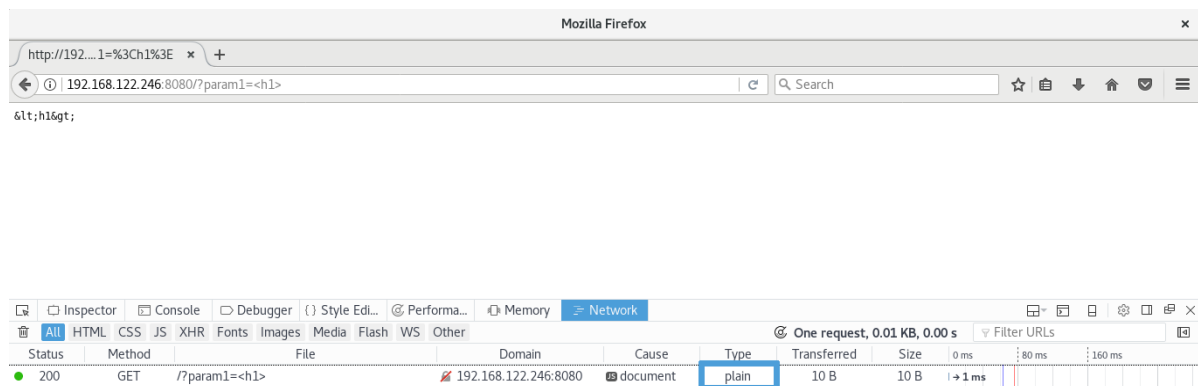 Mozilla Firefox
http://192....1=%3Ch1%3E
192.168.122.246:8080/?param1=<h1> Search
&lt;h1&gt;
Inspector Console Debugger {} Style Edi... Performa... Memory Network
All HTML CSS JS XHR Fonts Images Media Flash WS Other One request, 0.01 KB, 0.00 s Filter URLs
Status Method File Domain Cause Type Transferred Size 0 ms 80 ms 160 ms
200 GET /?param1=<h1> 192.168.122.246:8080 JS document plain 10 B 10 B → 1 ms